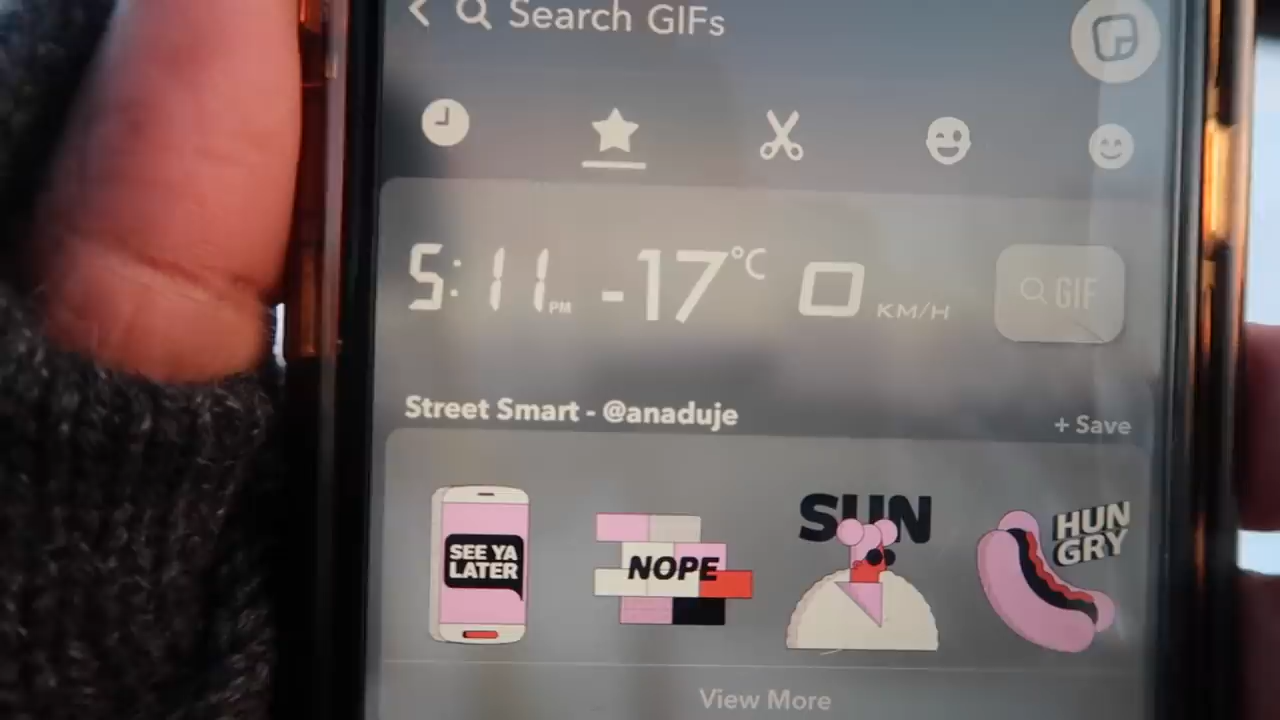 Search GIFs
5:11 PM -17°C 0 KM/H GIF
Street Smart - @anaduje + Save
SEE YA
LATER
NOPE
SUN
HUN
GRY
View More